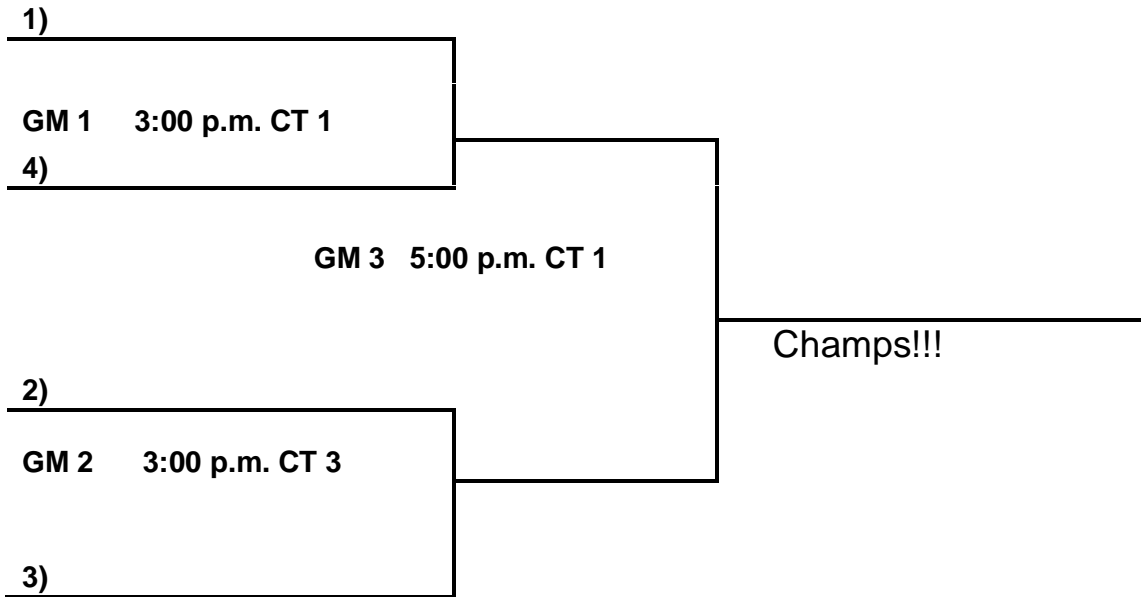 1)
GM 1 3:00 p.m. CT 1
4)
GM 3 5:00 p.m. CT 1
Champs!!!
2)
GM 2 3:00 p.m. CT 3
3)